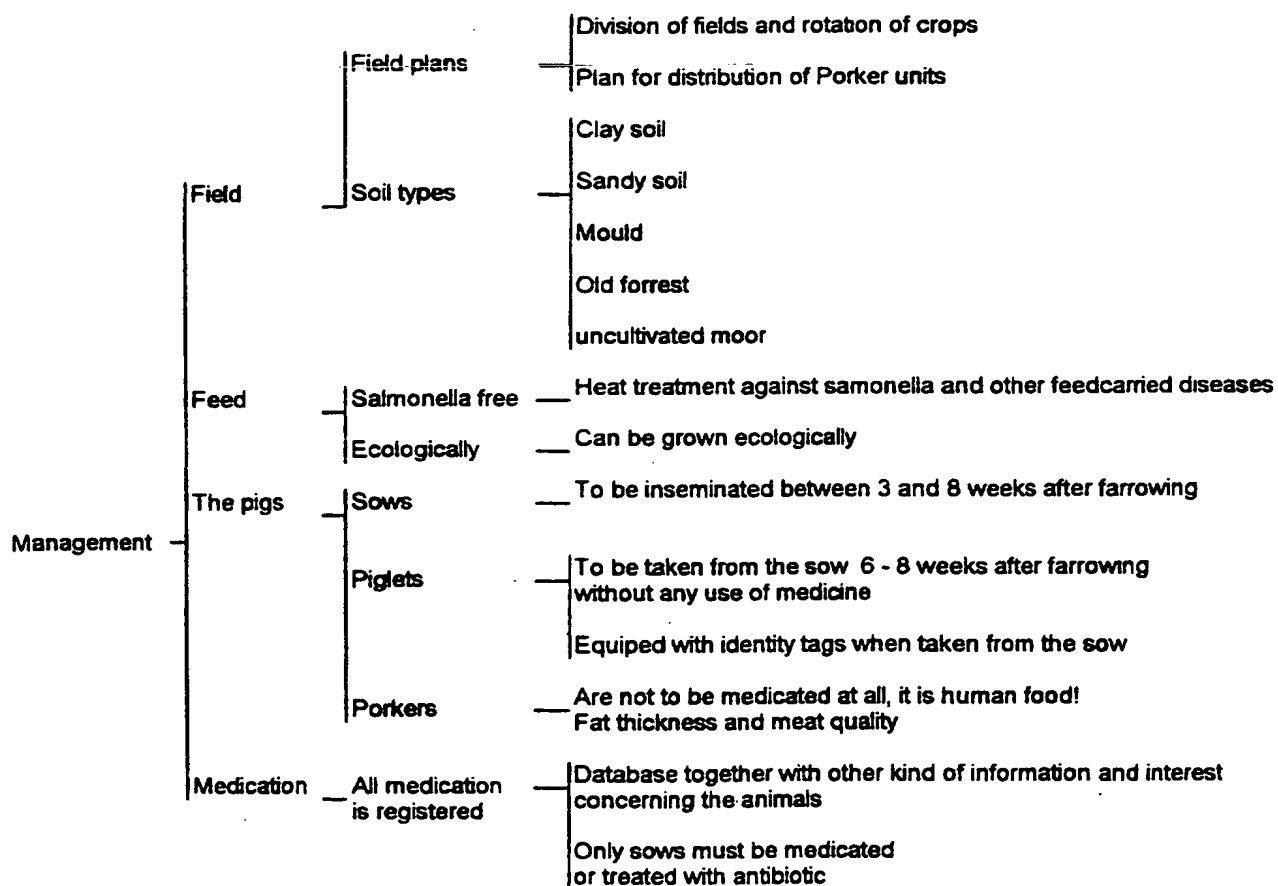 Division of fields and rotation of crops
Field plans
Plan for distribution of Porker units
Clay soil
Field
Soil types
Sandy soil
Mould
Old forrest
uncultivated moor
Feed
Salmonella free
Heat treatment against samonella and other feedcarried diseases
Ecologically
Can be grown ecologically
The pigs
Sows
To be inseminated between 3 and 8 weeks after farrowing
Management
Piglets
To be taken from the sow 6 - 8 weeks after farrowing
without any use of medicine
Equiped with identity tags when taken from the sow
Porkers
Are not to be medicated at all, it is human food!
Fat thickness and meat quality
Medication
All medication
is registered
Database together with other kind of information and interest
concerning the animals
Only sows must be medicated
or treated with antibiotic